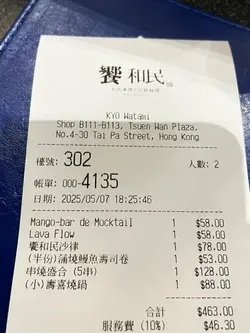 饗 和民
KYO Watami
Shop B111-B113, Tsuen Wan Plaza,
No.4-30 Tai Pa Street, Hong Kong
檯號: 302
人數: 2
帳單: 000-4135
日期: 2025/05/07 18:25:46
Mango-bar de Mocktail 1 $58.00
Lava Flow 1 $58.00
饗和民沙律 1 $78.00
(半份)蒲燒鰻魚壽司卷 1 $53.00
串燒盛合 (5串) 1 $128.00
(小)壽喜燒鍋 1 $88.00
合計 $463.00
服務費 (10%) $46.30